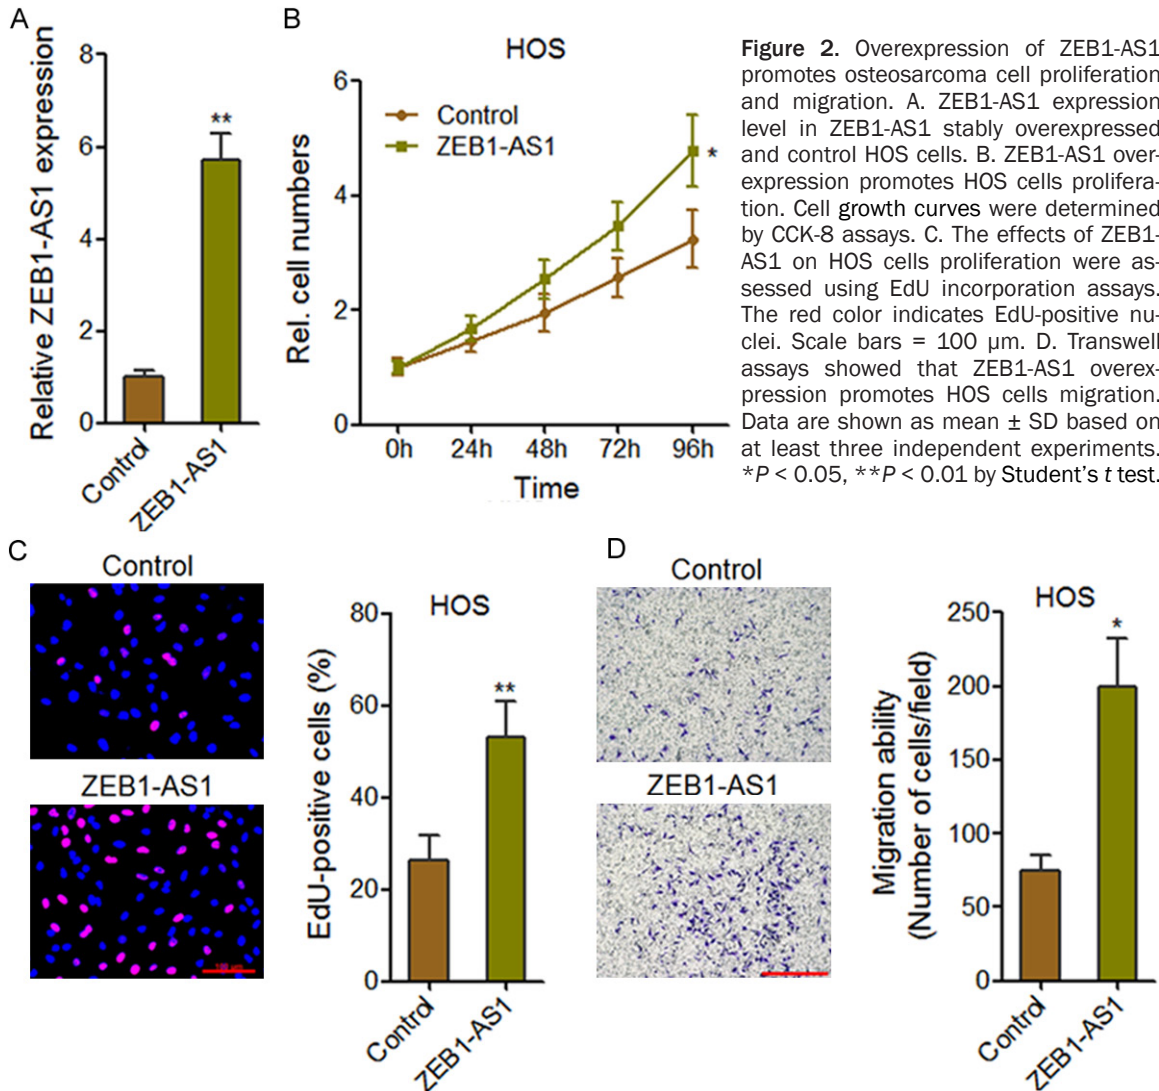 A
Relative ZEB1-AS1 expression
8
6
4
2
0
**
Control
ZEB1-AS1
B
HOS
Rel. cell numbers
6
4
2
0
Control
ZEB1-AS1
*
0h 24h 48h 72h 96h
Time
Figure 2. Overexpression of ZEB1-AS1
promotes osteosarcoma cell proliferation
and migration. A. ZEB1-AS1 expression
level in ZEB1-AS1 stably overexpressed
and control HOS cells. B. ZEB1-AS1 over-
expression promotes HOS cells prolifera-
tion. Cell growth curves were determined
by CCK-8 assays. C. The effects of ZEB1-
AS1 on HOS cells proliferation were as-
sessed using EdU incorporation assays.
The red color indicates EdU-positive nu-
clei. Scale bars = 100 µm. D. Transwell
assays showed that ZEB1-AS1 overex-
pression promotes HOS cells migration.
Data are shown as mean ± SD based on
at least three independent experiments.
*P < 0.05, **P < 0.01 by Student's t test.
C
Control
ZEB1-AS1
100 µm
HOS
EdU-positive cells (%)
80
60
40
20
0
**
Control
ZEB1-AS1
D
Control
ZEB1-AS1
HOS
Migration ability
(Number of cells/field)
250
200
150
100
50
0
*
Control
ZEB1-AS1